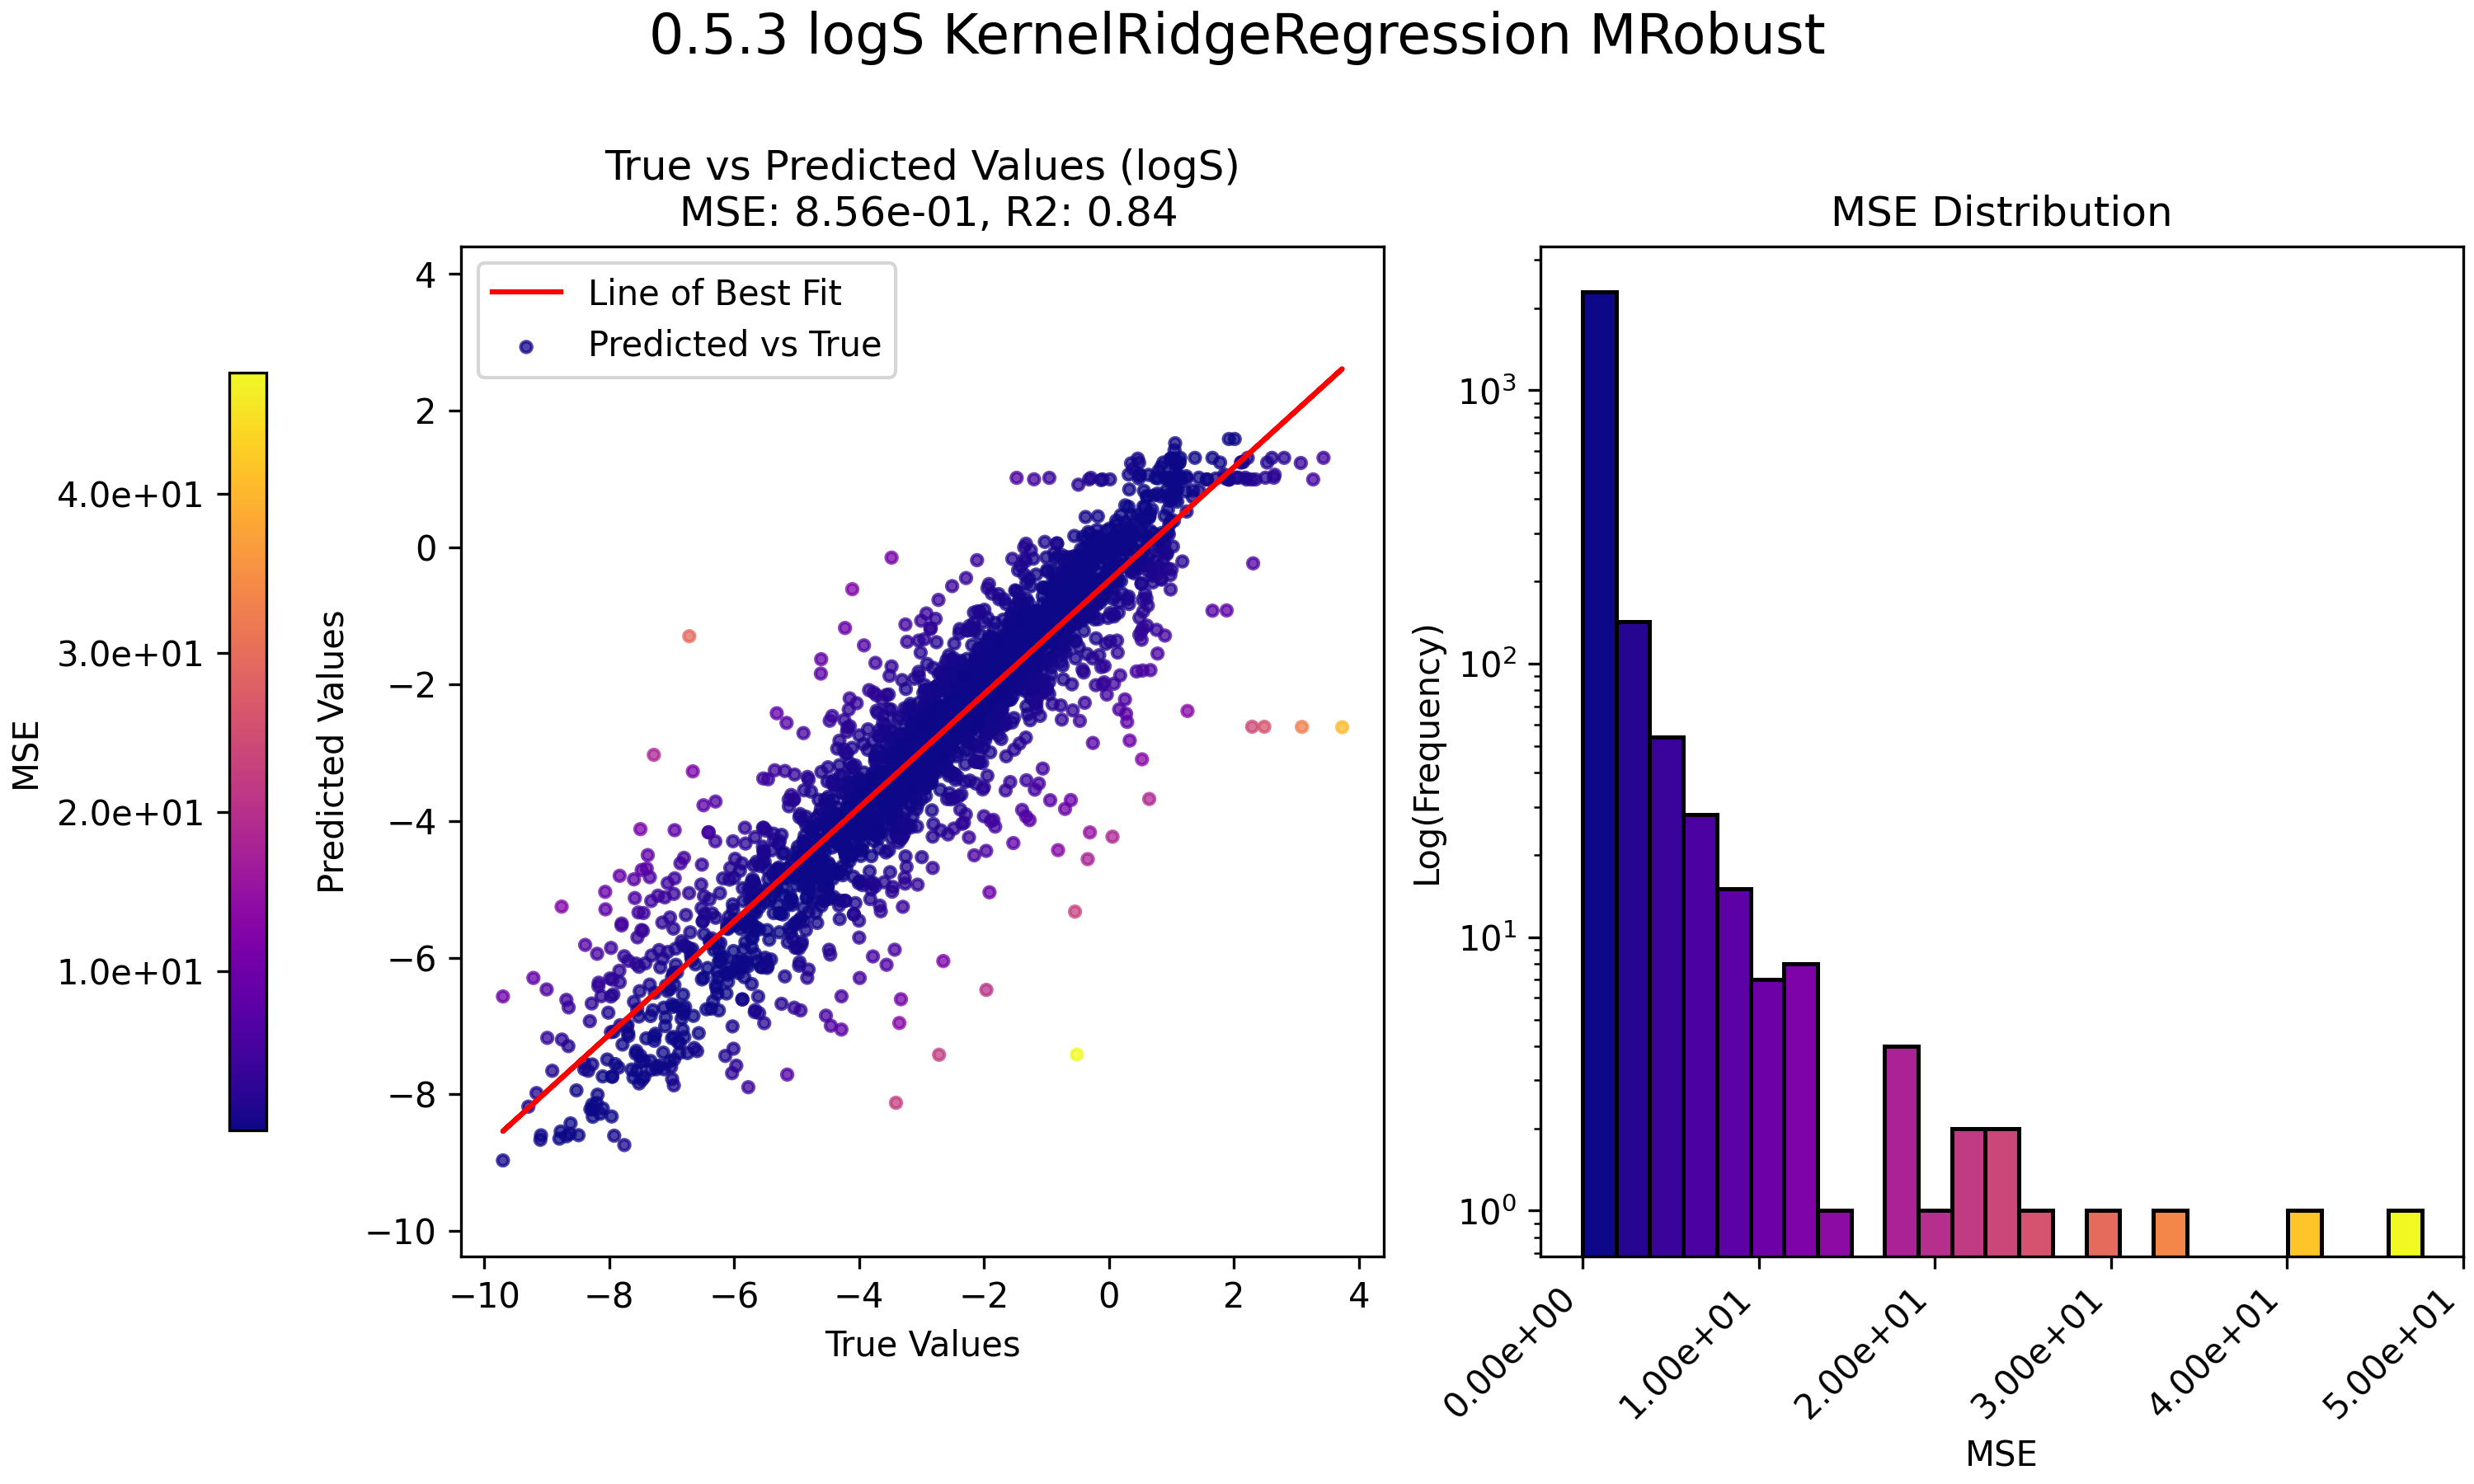 0.5.3 logS KernelRidgeRegression MRobust
MSE
4.0e+01
3.0e+01
2.0e+01
1.0e+01
True vs Predicted Values (logS)
MSE: 8.56e-01, R2: 0.84
Line of Best Fit
Predicted vs True
Predicted Values
4
2
0
−2
−4
−6
−8
−10
−10 −8 −6 −4 −2 0 2 4
True Values
MSE Distribution
Log(Frequency)
10³
10²
10¹
10⁰
0.00e+00 1.00e+01 2.00e+01 3.00e+01 4.00e+01 5.00e+01
MSE